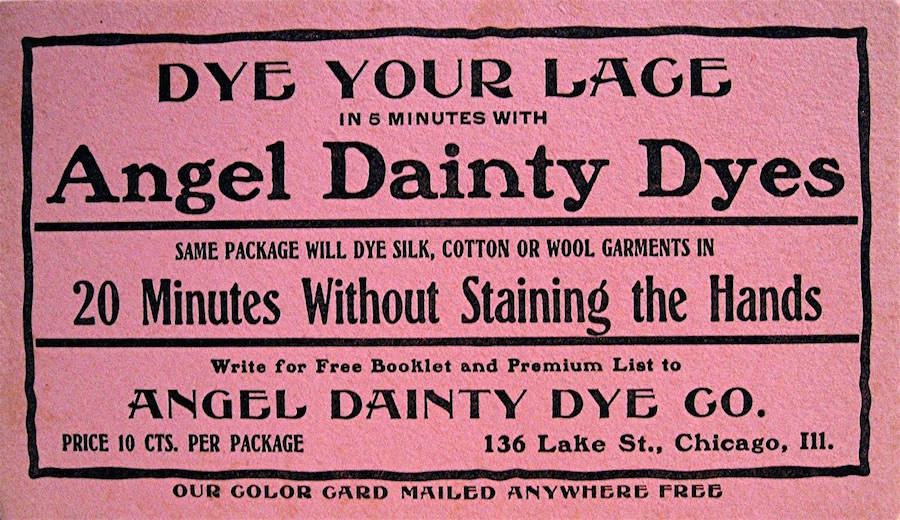 DYE YOUR LACE
IN 5 MINUTES WITH
Angel Dainty Dyes
SAME PACKAGE WILL DYE SILK, COTTON OR WOOL GARMENTS IN
20 Minutes Without Staining the Hands
Write for Free Booklet and Premium List to
ANGEL DAINTY DYE CO.
PRICE 10 CTS. PER PACKAGE 136 Lake St., Chicago, Ill.
OUR COLOR CARD MAILED ANYWHERE FREE